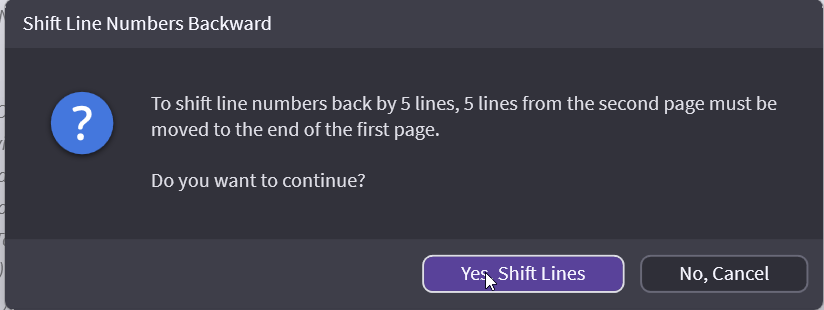 Shift Line Numbers Backward
?
To shift line numbers back by 5 lines, 5 lines from the second page must be
moved to the end of the first page.
Do you want to continue?
Yes, Shift Lines
No, Cancel